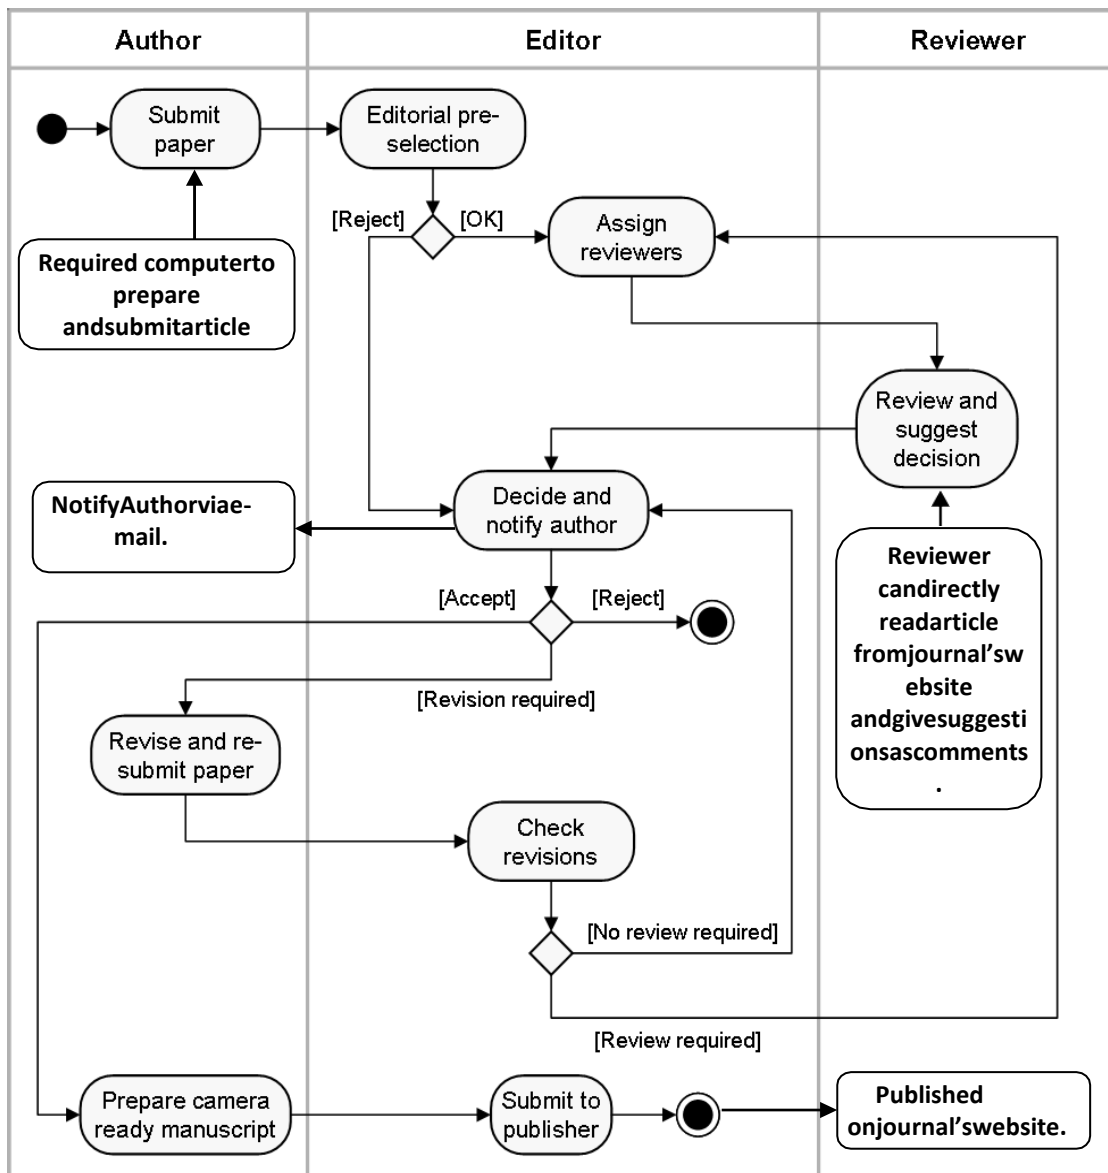 Author
Editor
Reviewer
Submit
paper
Editorial pre-
selection
[Reject]
[OK]
Assign
reviewers
Required computerto
prepare
andsubmitarticle
Review and
suggest
decision
NotifyAuthorviae-
mail.
Decide and
notify author
Reviewer
candirectly
readarticle
fromjournal’sw
ebsite
andgivesuggesti
onsascomments
.
[Accept]
[Reject]
[Revision required]
Revise and re-
submit paper
Check
revisions
[No review required]
[Review required]
Prepare camera
ready manuscript
Submit to
publisher
Published
onjournal’swebsite.